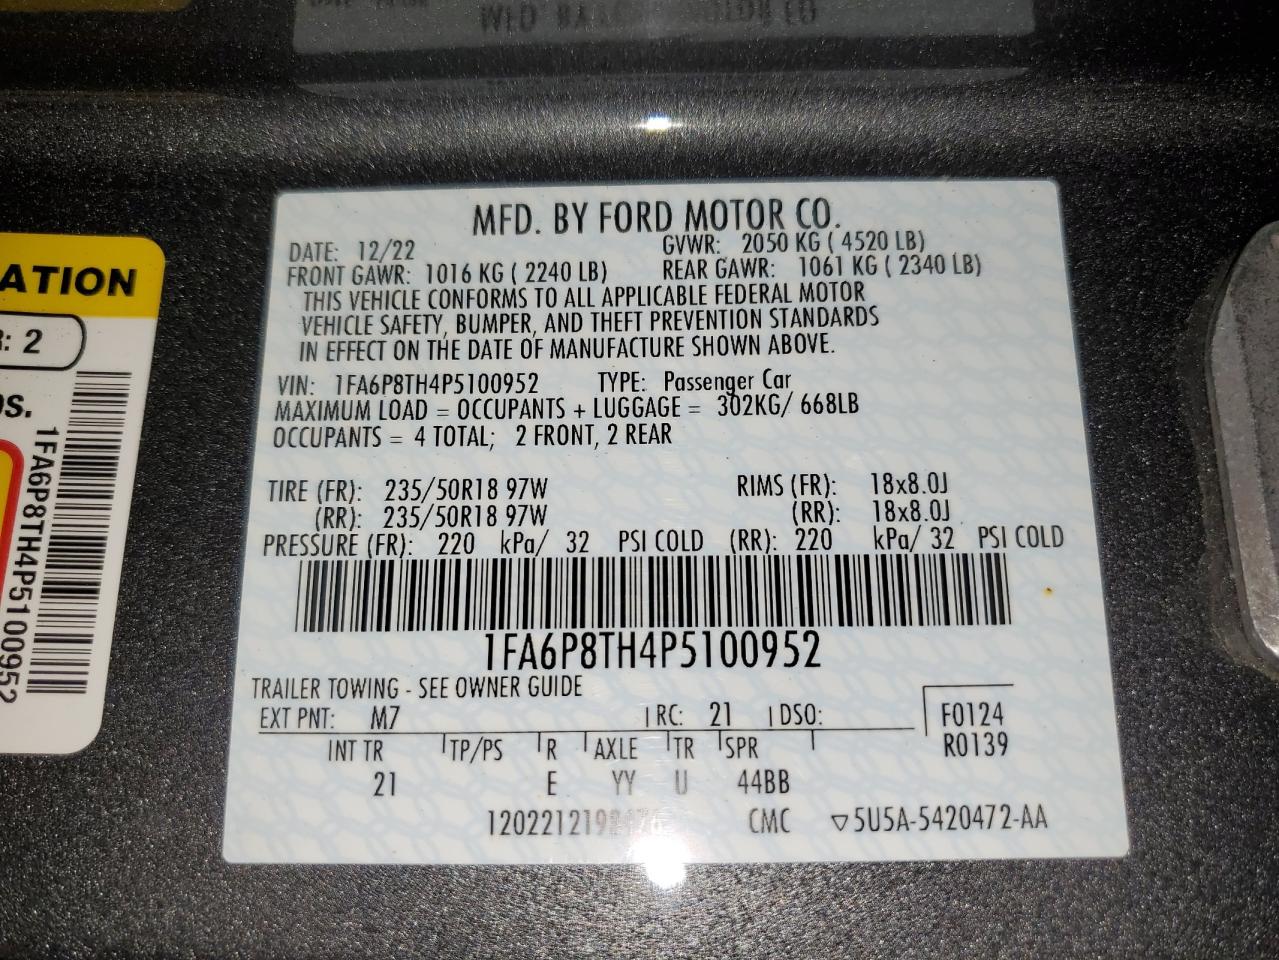 MFD. BY FORD MOTOR CO.
DATE: 12/22 GVWR: 2050 KG ( 4520 LB)
FRONT GAWR: 1016 KG ( 2240 LB) REAR GAWR: 1061 KG ( 2340 LB)
THIS VEHICLE CONFORMS TO ALL APPLICABLE FEDERAL MOTOR
VEHICLE SAFETY, BUMPER, AND THEFT PREVENTION STANDARDS
IN EFFECT ON THE DATE OF MANUFACTURE SHOWN ABOVE.
VIN: 1FA6P8TH4P5100952 TYPE: Passenger Car
MAXIMUM LOAD = OCCUPANTS + LUGGAGE = 302KG/ 668LB
OCCUPANTS = 4 TOTAL; 2 FRONT, 2 REAR
TIRE (FR): 235/50R18 97W RIMS (FR): 18x8.0J
(RR): 235/50R18 97W (RR): 18x8.0J
PRESSURE (FR): 220 kPa/ 32 PSI COLD (RR): 220 kPa/ 32 PSI COLD
1FA6P8TH4P5100952
TRAILER TOWING - SEE OWNER GUIDE
EXT PNT: M7 RC: 21 DSO: F0124
R0139
INT TR TP/PS R AXLE TR SPR
21 E YY U 44BB
CMC ▽5U5A-5420472-AA
ATION
: 2
S.
1FA6P8TH4P5100952